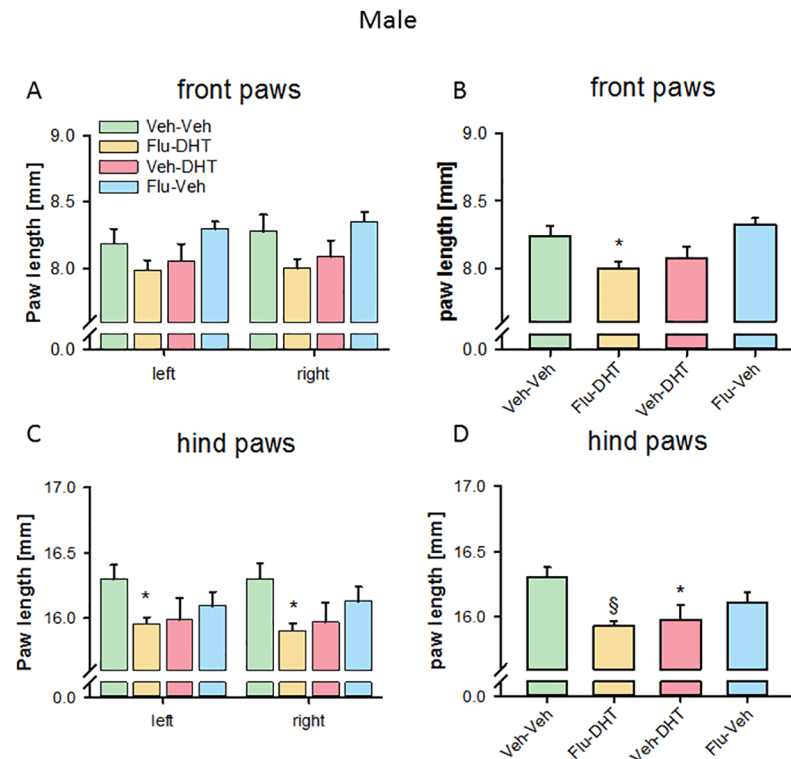 Male
A
front paws
Veh-Veh
Flu-DHT
Veh-DHT
Flu-Veh
Paw length [mm]
9.0
8.5
8.0
0.0
left
right
B
front paws
paw length [mm]
9.0
8.5
8.0
0.0
*
Veh-Veh
Flu-DHT
Veh-DHT
Flu-Veh
C
hind paws
Paw length [mm]
17.0
16.5
16.0
0.0
*
*
left
right
D
hind paws
paw length [mm]
17.0
16.5
16.0
0.0
§
*
Veh-Veh
Flu-DHT
Veh-DHT
Flu-Veh